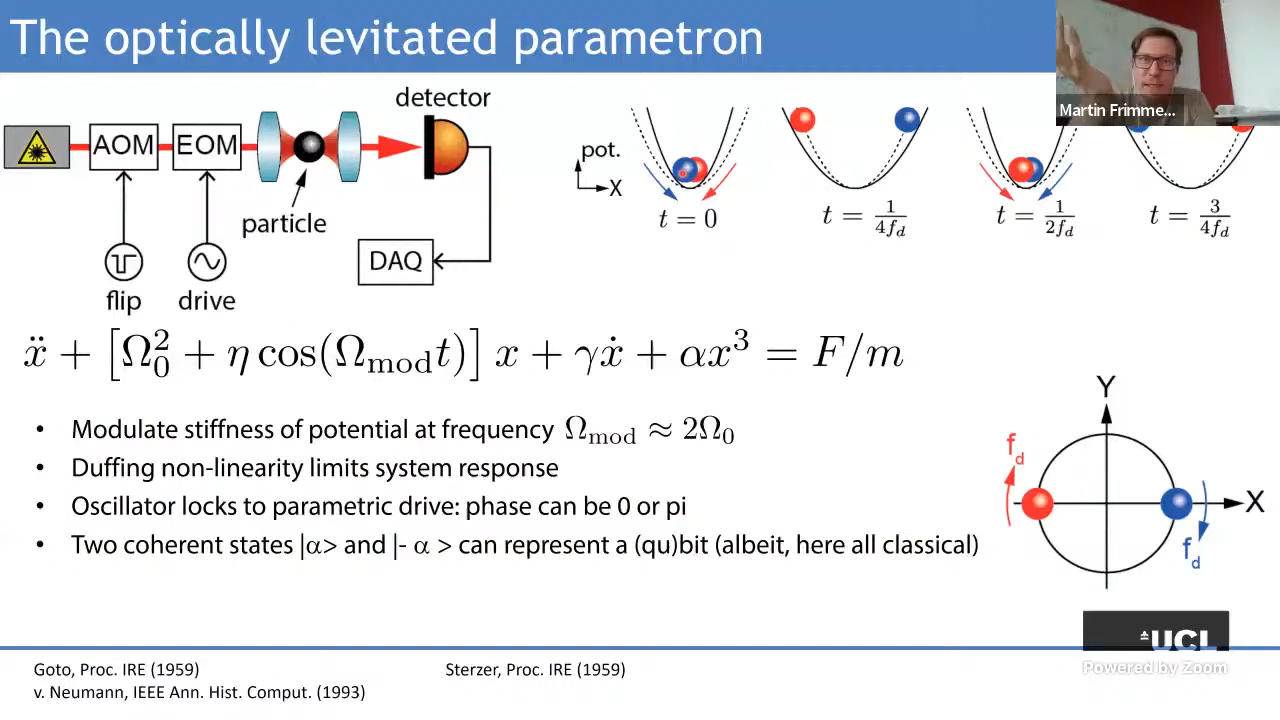 The optically levitated parametron
Martin Frimme...
detector
AOM
EOM
particle
flip
drive
DAQ
pot.
X
t = 0
t = 1/4f_d
t = 1/2f_d
t = 3/4f_d
ẍ + [Ω₀² + η cos(Ω_mod t)] x + γẋ + αx³ = F/m
• Modulate stiffness of potential at frequency Ω_mod ≈ 2Ω₀
• Duffing non-linearity limits system response
• Oscillator locks to parametric drive: phase can be 0 or pi
• Two coherent states |α> and |- α > can represent a (qu)bit (albeit, here all classical)
Y
f_d
X
f_d
UCL
Powered by Zoom
Goto, Proc. IRE (1959)
Sterzer, Proc. IRE (1959)
v. Neumann, IEEE Ann. Hist. Comput. (1993)